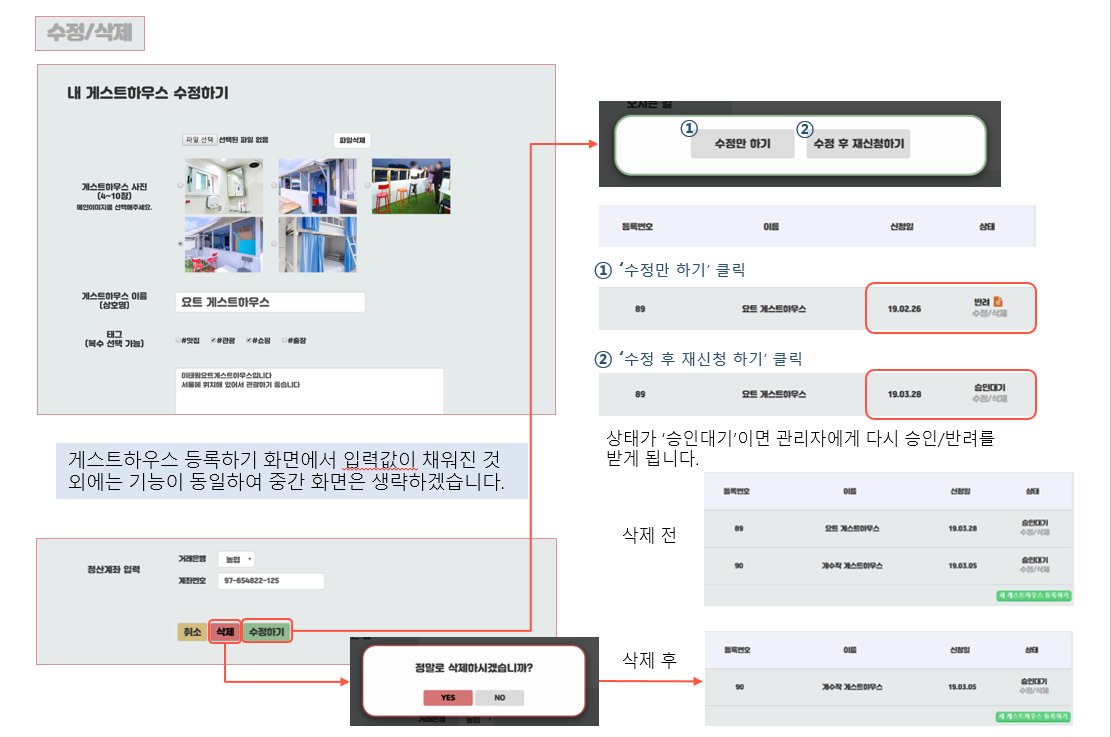 수정/삭제
내 게스트하우스 수정하기
파일 선택 선택된 파일 없음
파일삭제
게스트하우스 사진
(4~10장)
메인이미지를 선택해주세요.
게스트하우스 이름
(상호명)
요트 게스트하우스
태그
(복수 선택 가능)
#맛집 #관광 #쇼핑 #출장
이태원요트게스트하우스입니다
서울에 위치해 있어서 관광하기 좋습니다
게스트하우스 등록하기 화면에서 입력값이 채워진 것
외에는 기능이 동일하여 중간 화면은 생략하겠습니다.
정산계좌 입력
거래은행 농협
계좌번호 97-654822-125
취소 삭제 수정하기
정말로 삭제하시겠습니까?
YES NO
거래은행 농협
오시는 길
① 수정만 하기 ② 수정 후 재신청하기
등록번호 이름 신청일 상태
① ‘수정만 하기’ 클릭
89 요트 게스트하우스 19.02.26 반려
수정/삭제
② ‘수정 후 재신청 하기’ 클릭
89 요트 게스트하우스 19.03.28 승인대기
수정/삭제
상태가 ‘승인대기’이면 관리자에게 다시 승인/반려를
받게 됩니다.
삭제 전
등록번호 이름 신청일 상태
89 요트 게스트하우스 19.03.28 승인대기
수정/삭제
90 개수작 게스트하우스 19.03.05 승인대기
수정/삭제
새 게스트하우스 등록하기
삭제 후
등록번호 이름 신청일 상태
90 개수작 게스트하우스 19.03.05 승인대기
수정/삭제
새 게스트하우스 등록하기